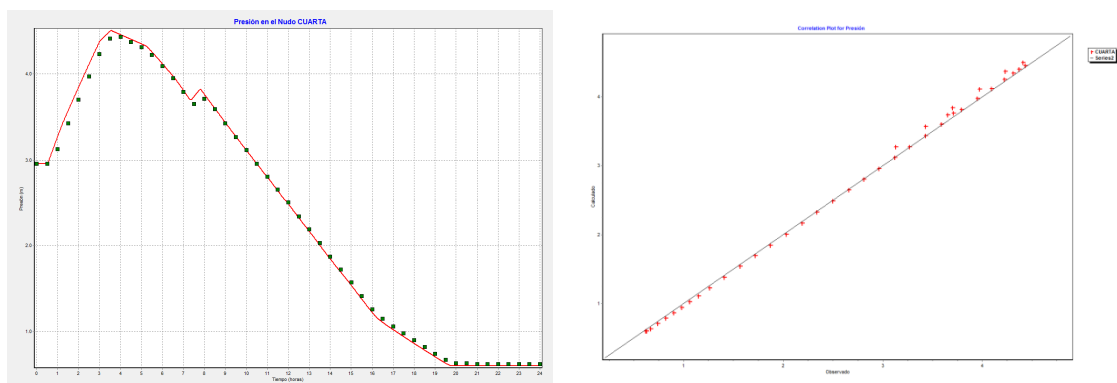 Presión en el Nudo CUARTA
4.0
3.0
2.0
1.0
Presión (m)
0 1 2 3 4 5 6 7 8 9 10 11 12 13 14 15 16 17 18 19 20 21 22 23 24
Tiempo (horas)
Correlation Plot for Presión
CUARTA
Series2
4
3
2
1
Calculado
1 2 3 4
Observado